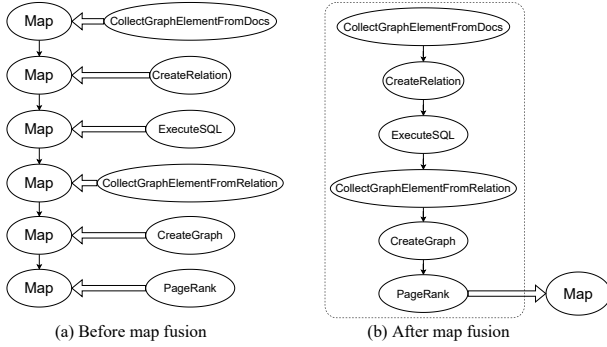 Map
CollectGraphElementFromDocs
Map
CreateRelation
Map
ExecuteSQL
Map
CollectGraphElementFromRelation
Map
CreateGraph
Map
PageRank
(a) Before map fusion
CollectGraphElementFromDocs
CreateRelation
ExecuteSQL
CollectGraphElementFromRelation
CreateGraph
PageRank
Map
(b) After map fusion